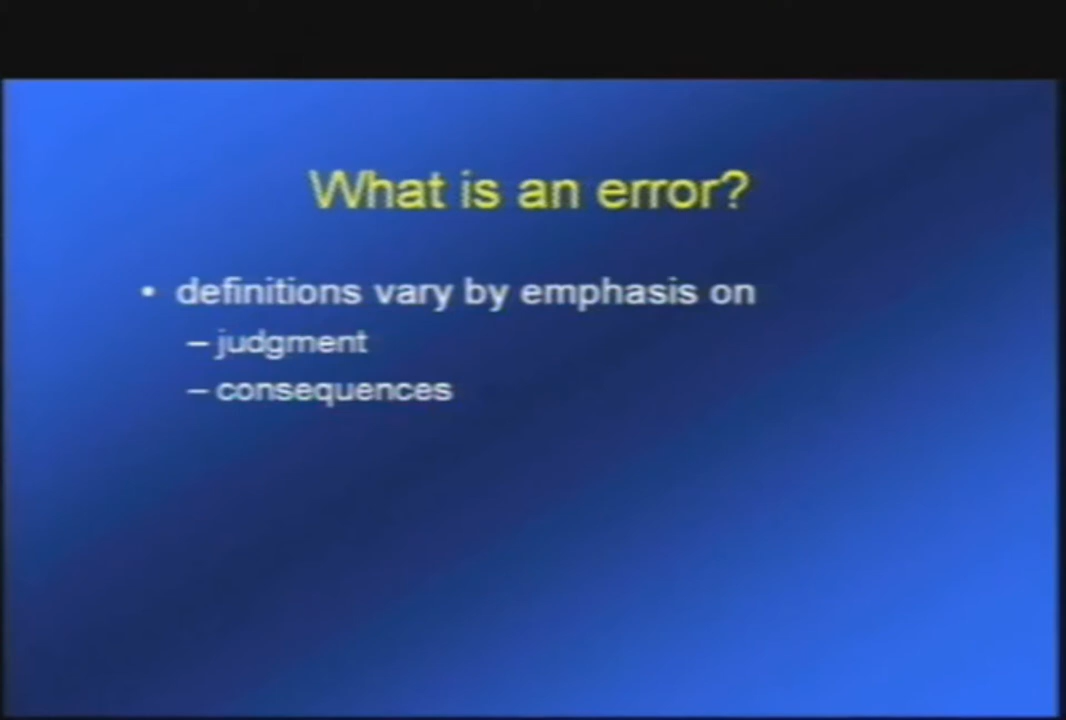 What is an error?
• definitions vary by emphasis on
– judgment
– consequences